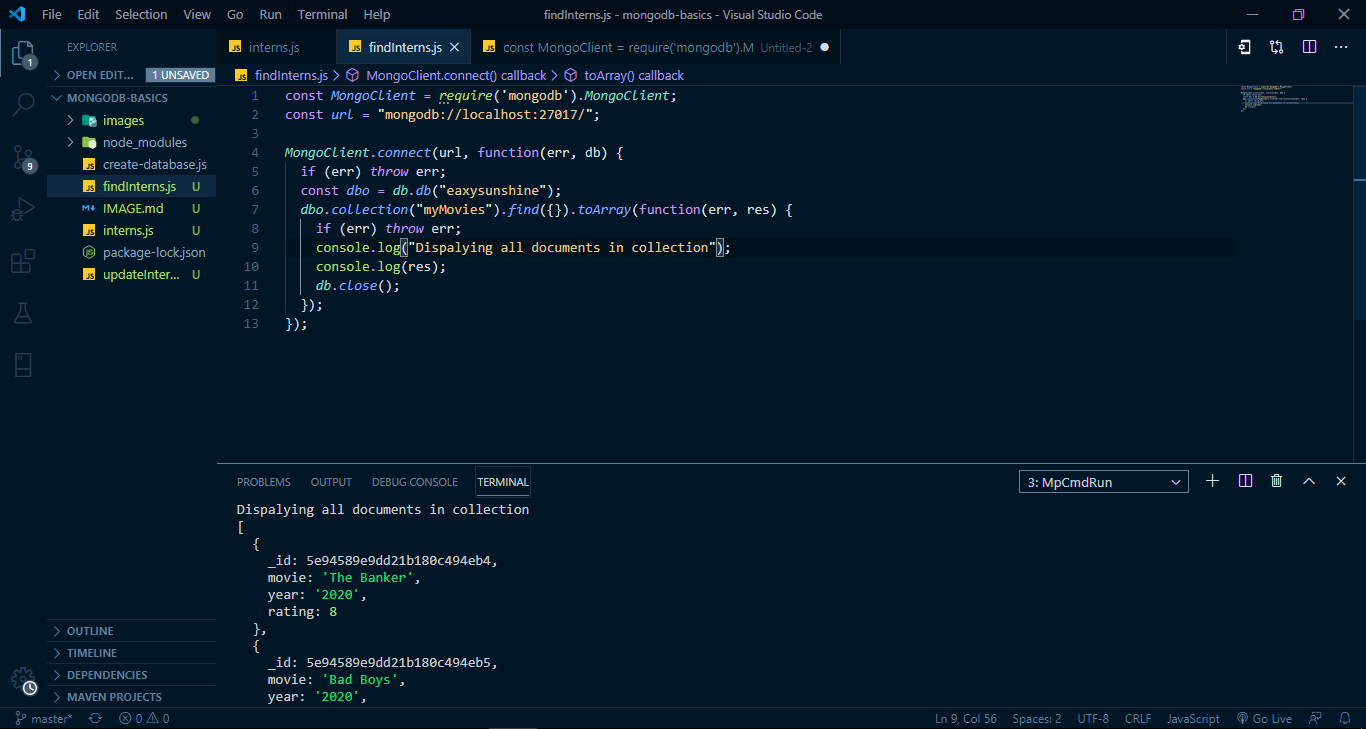 File Edit Selection View Go Run Terminal Help findInterns.js - mongodb-basics - Visual Studio Code
EXPLORER
OPEN EDIT... 1 UNSAVED
MONGODB-BASICS
images
node_modules
create-database.js
findInterns.js U
IMAGE.md U
interns.js U
package-lock.json
updateInter... U
OUTLINE
TIMELINE
DEPENDENCIES
MAVEN PROJECTS
1
9
interns.js findInterns.js const MongoClient = require('mongodb').M Untitled-2
findInterns.js > MongoClient.connect() callback > toArray() callback
1 const MongoClient = require('mongodb').MongoClient;
2 const url = "mongodb://localhost:27017/";
3
4 MongoClient.connect(url, function(err, db) {
5 if (err) throw err;
6 const dbo = db.db("eaxysunshine");
7 dbo.collection("myMovies").find({}).toArray(function(err, res) {
8 if (err) throw err;
9 console.log("Dispalying all documents in collection");
10 console.log(res);
11 db.close();
12 });
13 });
PROBLEMS OUTPUT DEBUG CONSOLE TERMINAL 3: MpCmdRun
Dispalying all documents in collection
[
{
_id: 5e94589e9dd21b180c494eb4,
movie: 'The Banker',
year: '2020',
rating: 8
},
{
_id: 5e94589e9dd21b180c494eb5,
movie: 'Bad Boys',
year: '2020',
master* 0 0 Ln 9, Col 56 Spaces: 2 UTF-8 CRLF JavaScript Go Live